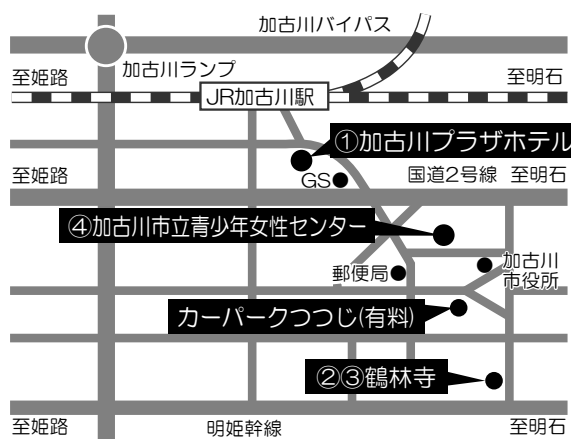 加古川バイパス
加古川ランプ
至姫路
至明石
JR加古川駅
①加古川プラザホテル
GS
至姫路
国道2号線
至明石
④加古川市立青少年女性センター
郵便局
加古川
市役所
カーパークつつじ(有料)
②③鶴林寺
至姫路
明姫幹線
至明石